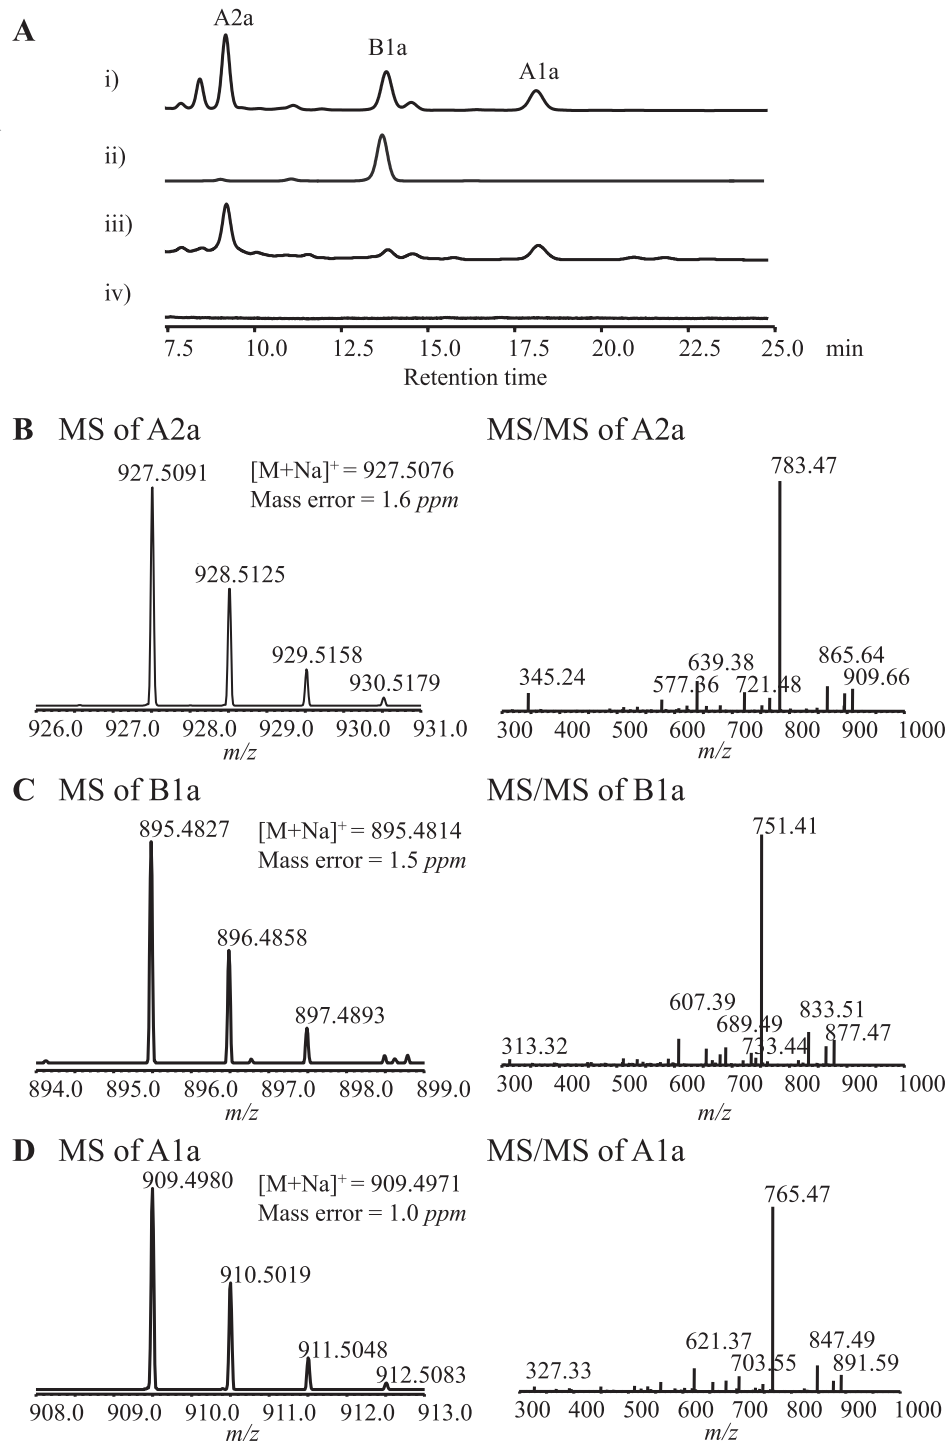 A
A2a
B1a
A1a
i)
ii)
iii)
iv)
7.5 10.0 12.5 15.0 17.5 20.0 22.5 25.0 min
Retention time
B MS of A2a
MS/MS of A2a
927.5091
[M+Na]+ = 927.5076
Mass error = 1.6 ppm
928.5125
929.5158
930.5179
926.0 927.0 928.0 929.0 930.0 931.0
m/z
783.47
345.24
577.36
639.38
721.48
865.64
909.66
300 400 500 600 700 800 900 1000
m/z
C MS of B1a
MS/MS of B1a
895.4827
[M+Na]+ = 895.4814
Mass error = 1.5 ppm
896.4858
897.4893
894.0 895.0 896.0 897.0 898.0 899.0
m/z
751.41
313.32
607.39
689.49
733.44
833.51
877.47
300 400 500 600 700 800 900 1000
m/z
D MS of A1a
MS/MS of A1a
909.4980
[M+Na]+ = 909.4971
Mass error = 1.0 ppm
910.5019
911.5048
912.5083
908.0 909.0 910.0 911.0 912.0 913.0
m/z
765.47
327.33
621.37
703.55
847.49
891.59
300 400 500 600 700 800 900 1000
m/z